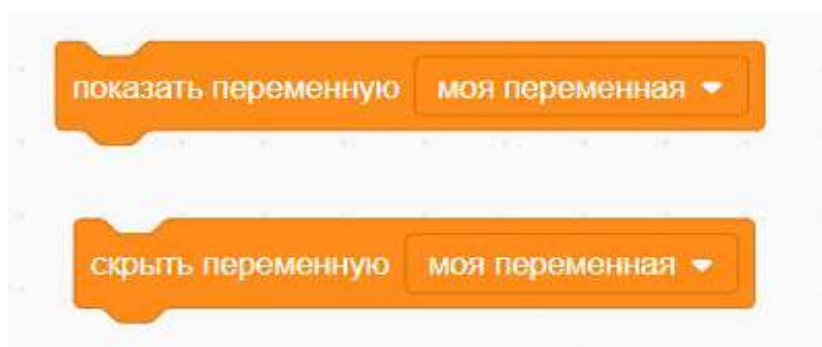 показать переменную моя переменная
скрыть переменную моя переменная